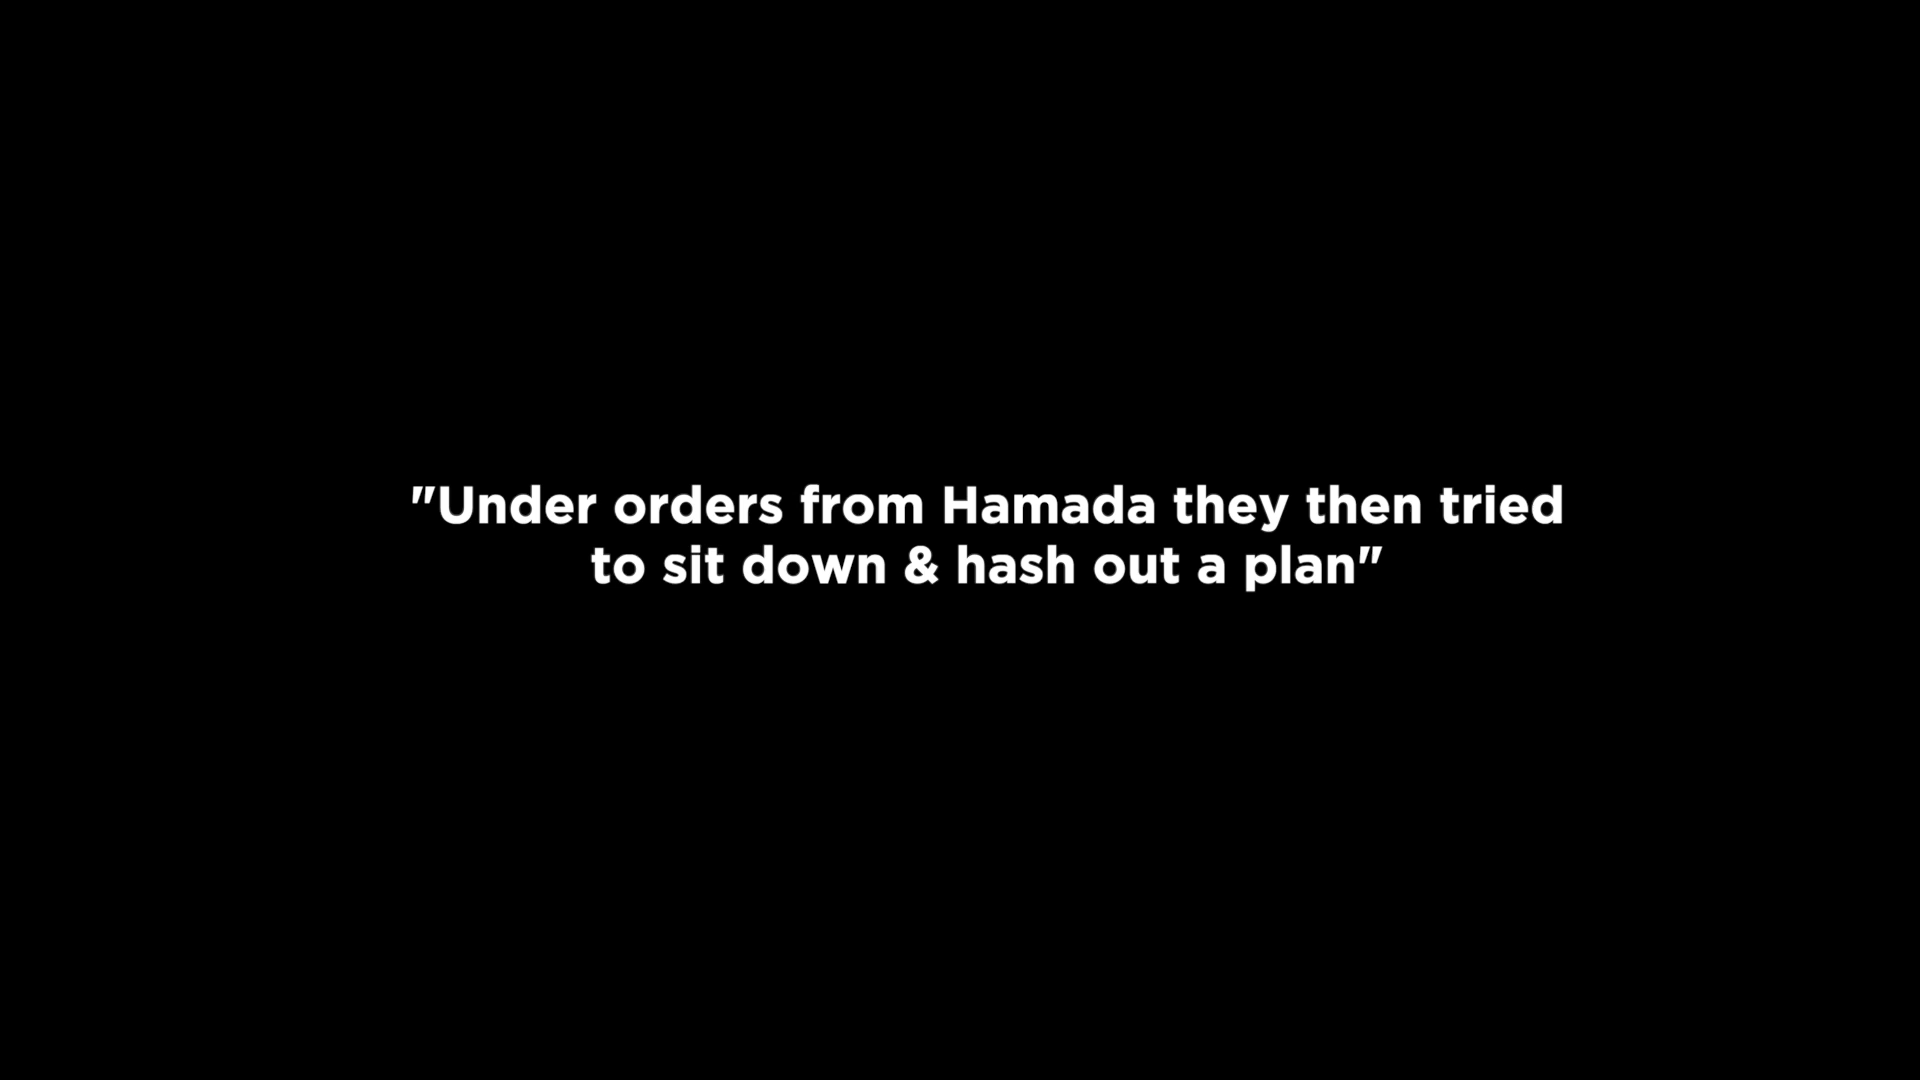 "Under orders from Hamada they then tried
to sit down & hash out a plan"